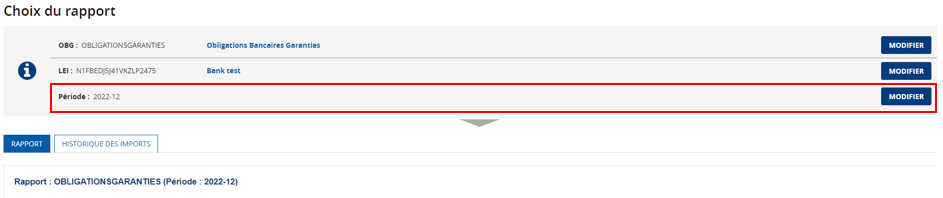 Choix du rapport
OBG : OBLIGATIONSGARANTIES Obligations Bancaires Garanties MODIFIER
LEI : N1FBEDJ5J41VKZLP2475 Bank test MODIFIER
Période : 2022-12 MODIFIER
RAPPORT HISTORIQUE DES IMPORTS
Rapport : OBLIGATIONSGARANTIES (Période : 2022-12)